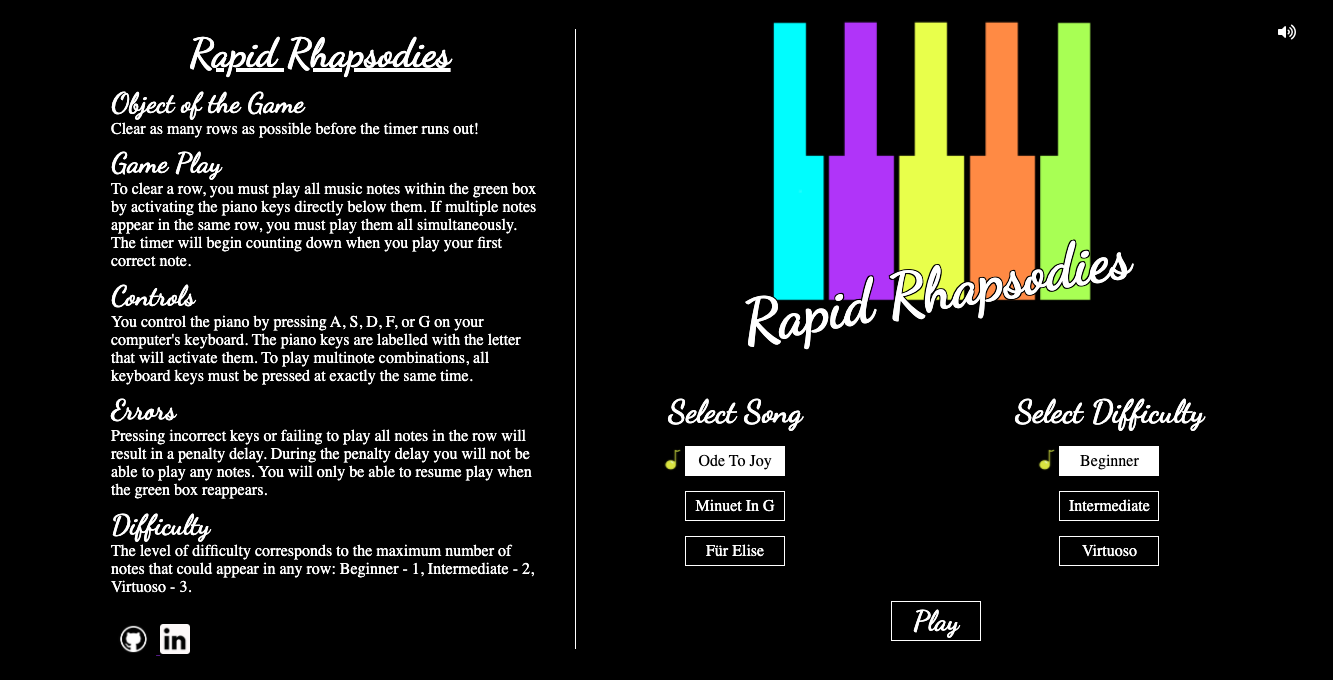 Rapid Rhapsodies
Object of the Game
Clear as many rows as possible before the timer runs out!
Game Play
To clear a row, you must play all music notes within the green box
by activating the piano keys directly below them. If multiple notes
appear in the same row, you must play them all simultaneously.
The timer will begin counting down when you play your first
correct note.
Controls
You control the piano by pressing A, S, D, F, or G on your
computer's keyboard. The piano keys are labelled with the letter
that will activate them. To play multinote combinations, all
keyboard keys must be pressed at exactly the same time.
Errors
Pressing incorrect keys or failing to play all notes in the row will
result in a penalty delay. During the penalty delay you will not be
able to play any notes. You will only be able to resume play when
the green box reappears.
Difficulty
The level of difficulty corresponds to the maximum number of
notes that could appear in any row: Beginner - 1, Intermediate - 2,
Virtuoso - 3.
in
Rapid Rhapsodies
Select Song
Ode To Joy
Minuet In G
Für Elise
Select Difficulty
Beginner
Intermediate
Virtuoso
Play